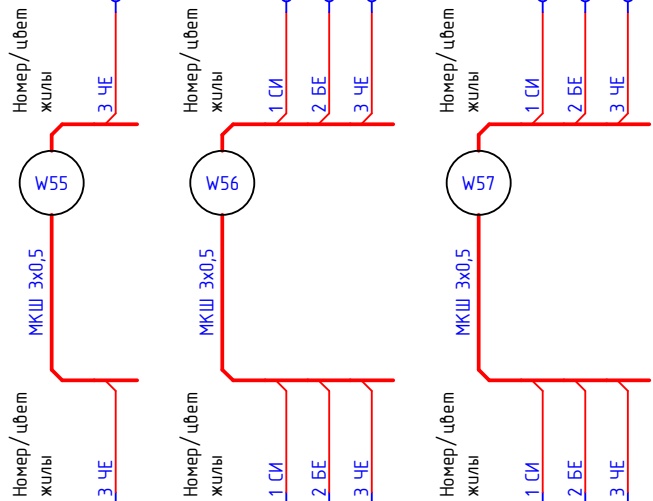 Номер/цвет
жилы
3 ЧЕ
Номер/цвет
жилы
1 СИ
2 БЕ
3 ЧЕ
Номер/цвет
жилы
1 СИ
2 БЕ
3 ЧЕ
W55
W56
W57
МКШ 3х0,5
МКШ 3х0,5
МКШ 3х0,5
Номер/цвет
жилы
3 ЧЕ
Номер/цвет
жилы
1 СИ
2 БЕ
3 ЧЕ
Номер/цвет
жилы
1 СИ
2 БЕ
3 ЧЕ